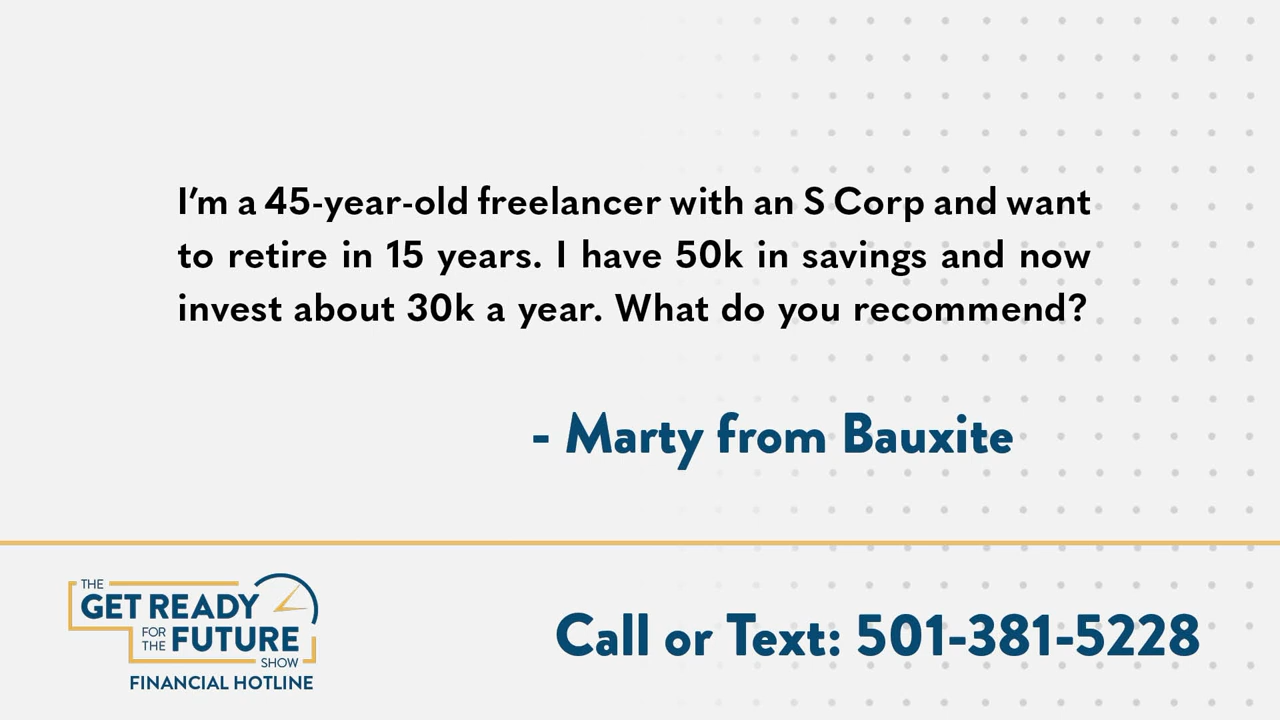 I’m a 45-year-old freelancer with an S Corp and want
to retire in 15 years. I have 50k in savings and now
invest about 30k a year. What do you recommend?
- Marty from Bauxite
THE
GET READY
FOR THE FUTURE
SHOW
FINANCIAL HOTLINE
Call or Text: 501-381-5228